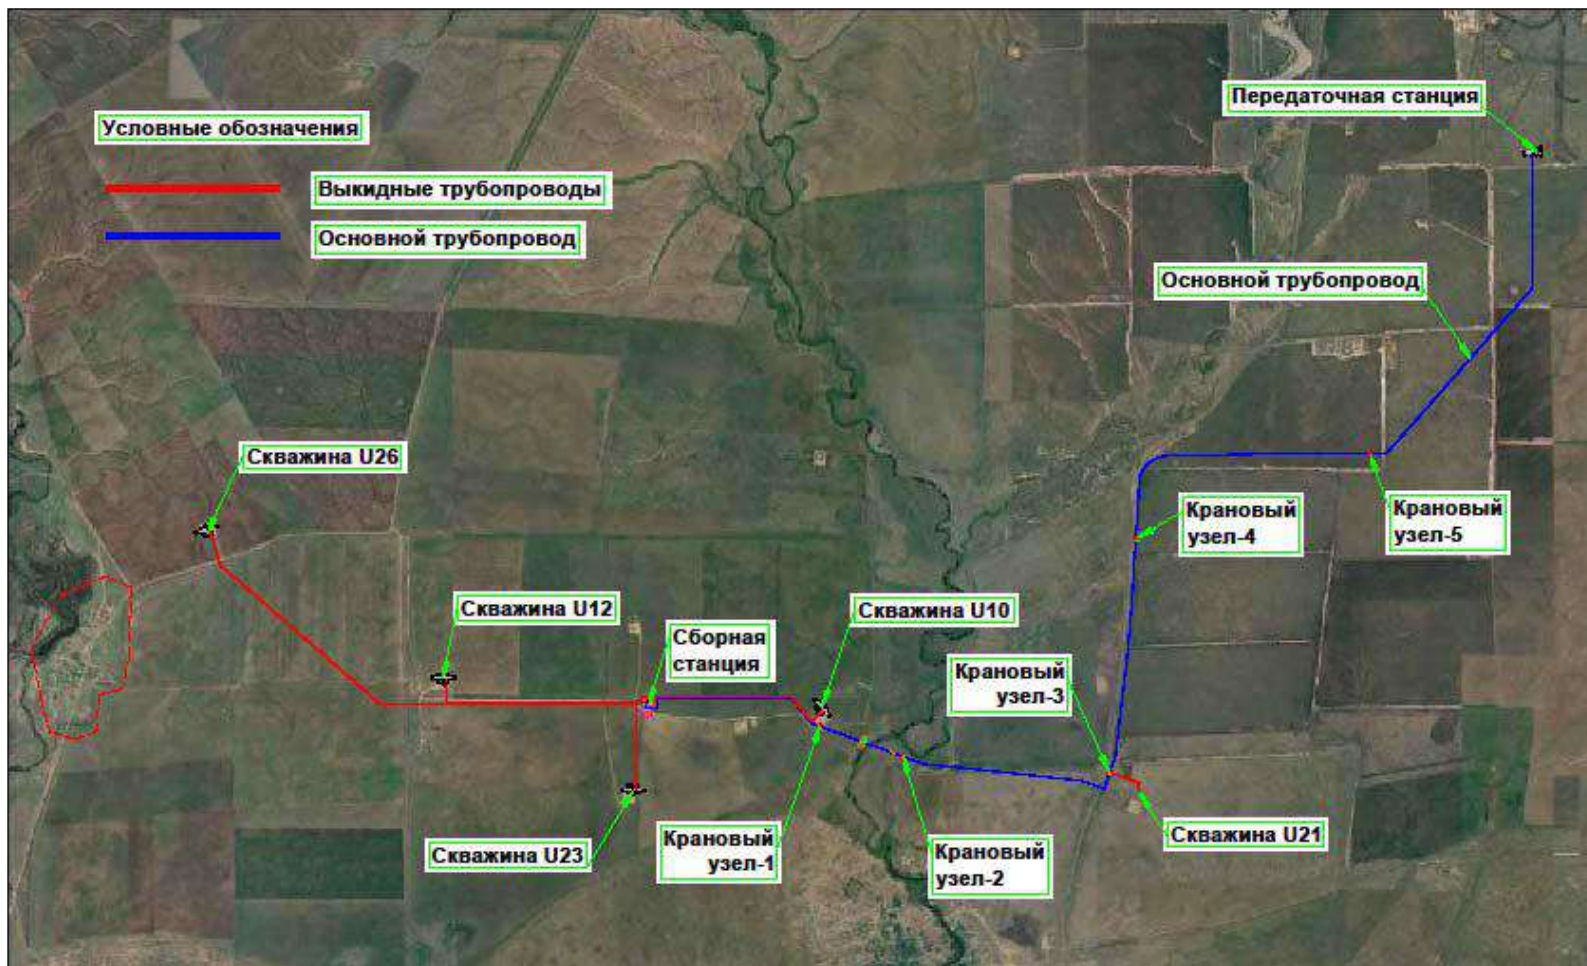 Передаточная станция
Условные обозначения
Выкидные трубопроводы
Основной трубопровод
Основной трубопровод
Скважина U26
Крановый
узел-4
Крановый
узел-5
Скважина U12
Скважина U10
Сборная
станция
Крановый
узел-3
Скважина U23
Крановый
узел-1
Крановый
узел-2
Скважина U21